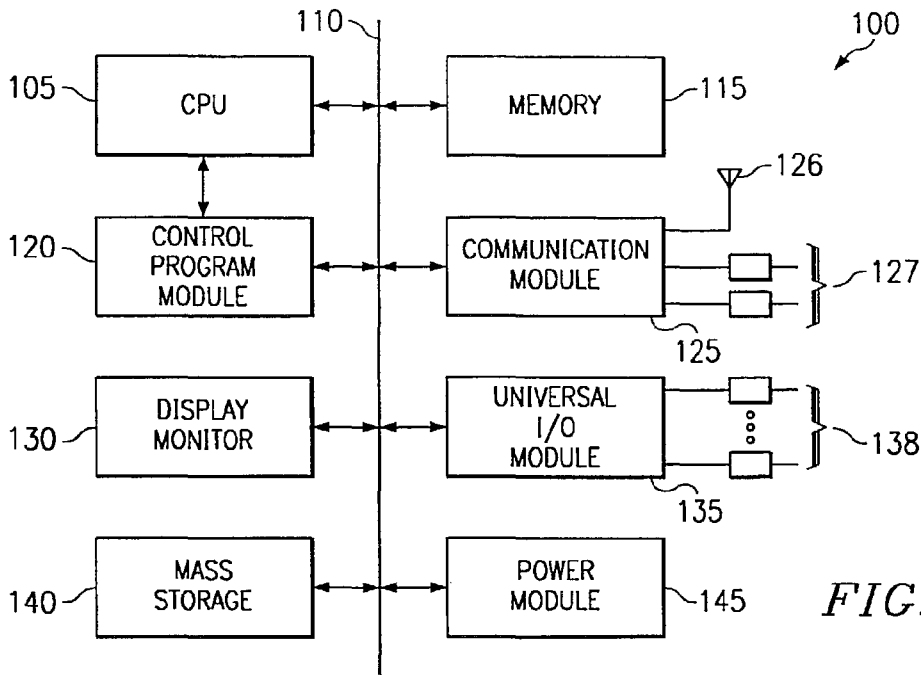 110
100
105
CPU
MEMORY
115
126
120
CONTROL
PROGRAM
MODULE
COMMUNICATION
MODULE
127
125
130
DISPLAY
MONITOR
UNIVERSAL
I/O
MODULE
138
135
140
MASS
STORAGE
POWER
MODULE
145
FIG.